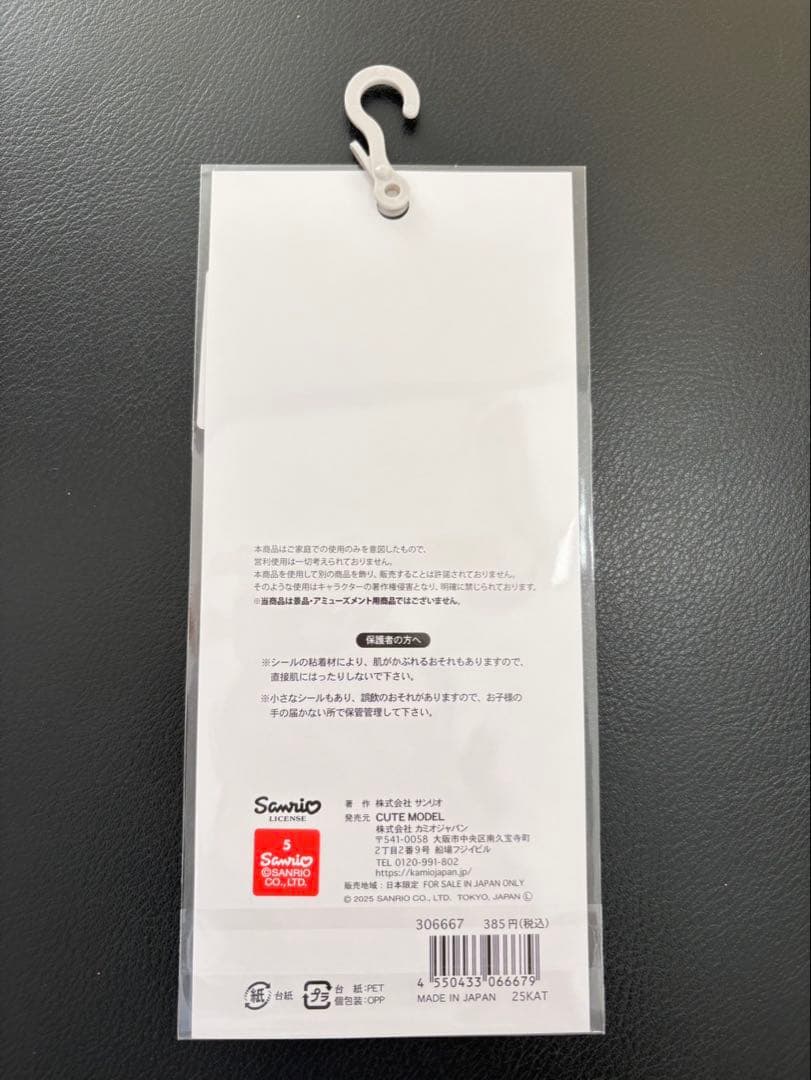 本商品はご家庭での使用のみを意図したもので、
営利使用は一切考えられておりません。
本商品を使用して別の商品を飾り、販売することは許諾されておりません。
そのような使用はキャラクターの著作権侵害となり、明確に禁じられております。
※当商品は景品・アミューズメント用商品ではございません。
保護者の方へ
※シールの粘着材により、肌がかぶれるおそれもありますので、
直接肌にはったりしないで下さい。
※小さなシールもあり、誤飲のおそれがありますので、お子様の
手の届かない所で保管管理して下さい。
Sanrio
LICENSE
5
Sanrio
©SANRIO
CO., LTD.
著 作 株式会社 サンリオ
発売元 CUTE MODEL
株式会社 カミオジャパン
〒541-0058 大阪市中央区南久宝寺町
2丁目2番9号 船場フジイビル
TEL 0120-991-802
https://kamiojapan.jp/
販売地域:日本限定 FOR SALE IN JAPAN ONLY
© 2025 SANRIO CO., LTD. TOKYO, JAPAN Ⓛ
306667 385円(税込)
4 550433 066679
MADE IN JAPAN 25KAT
紙 台紙
プラ 台 紙:PET
個包装:OPP